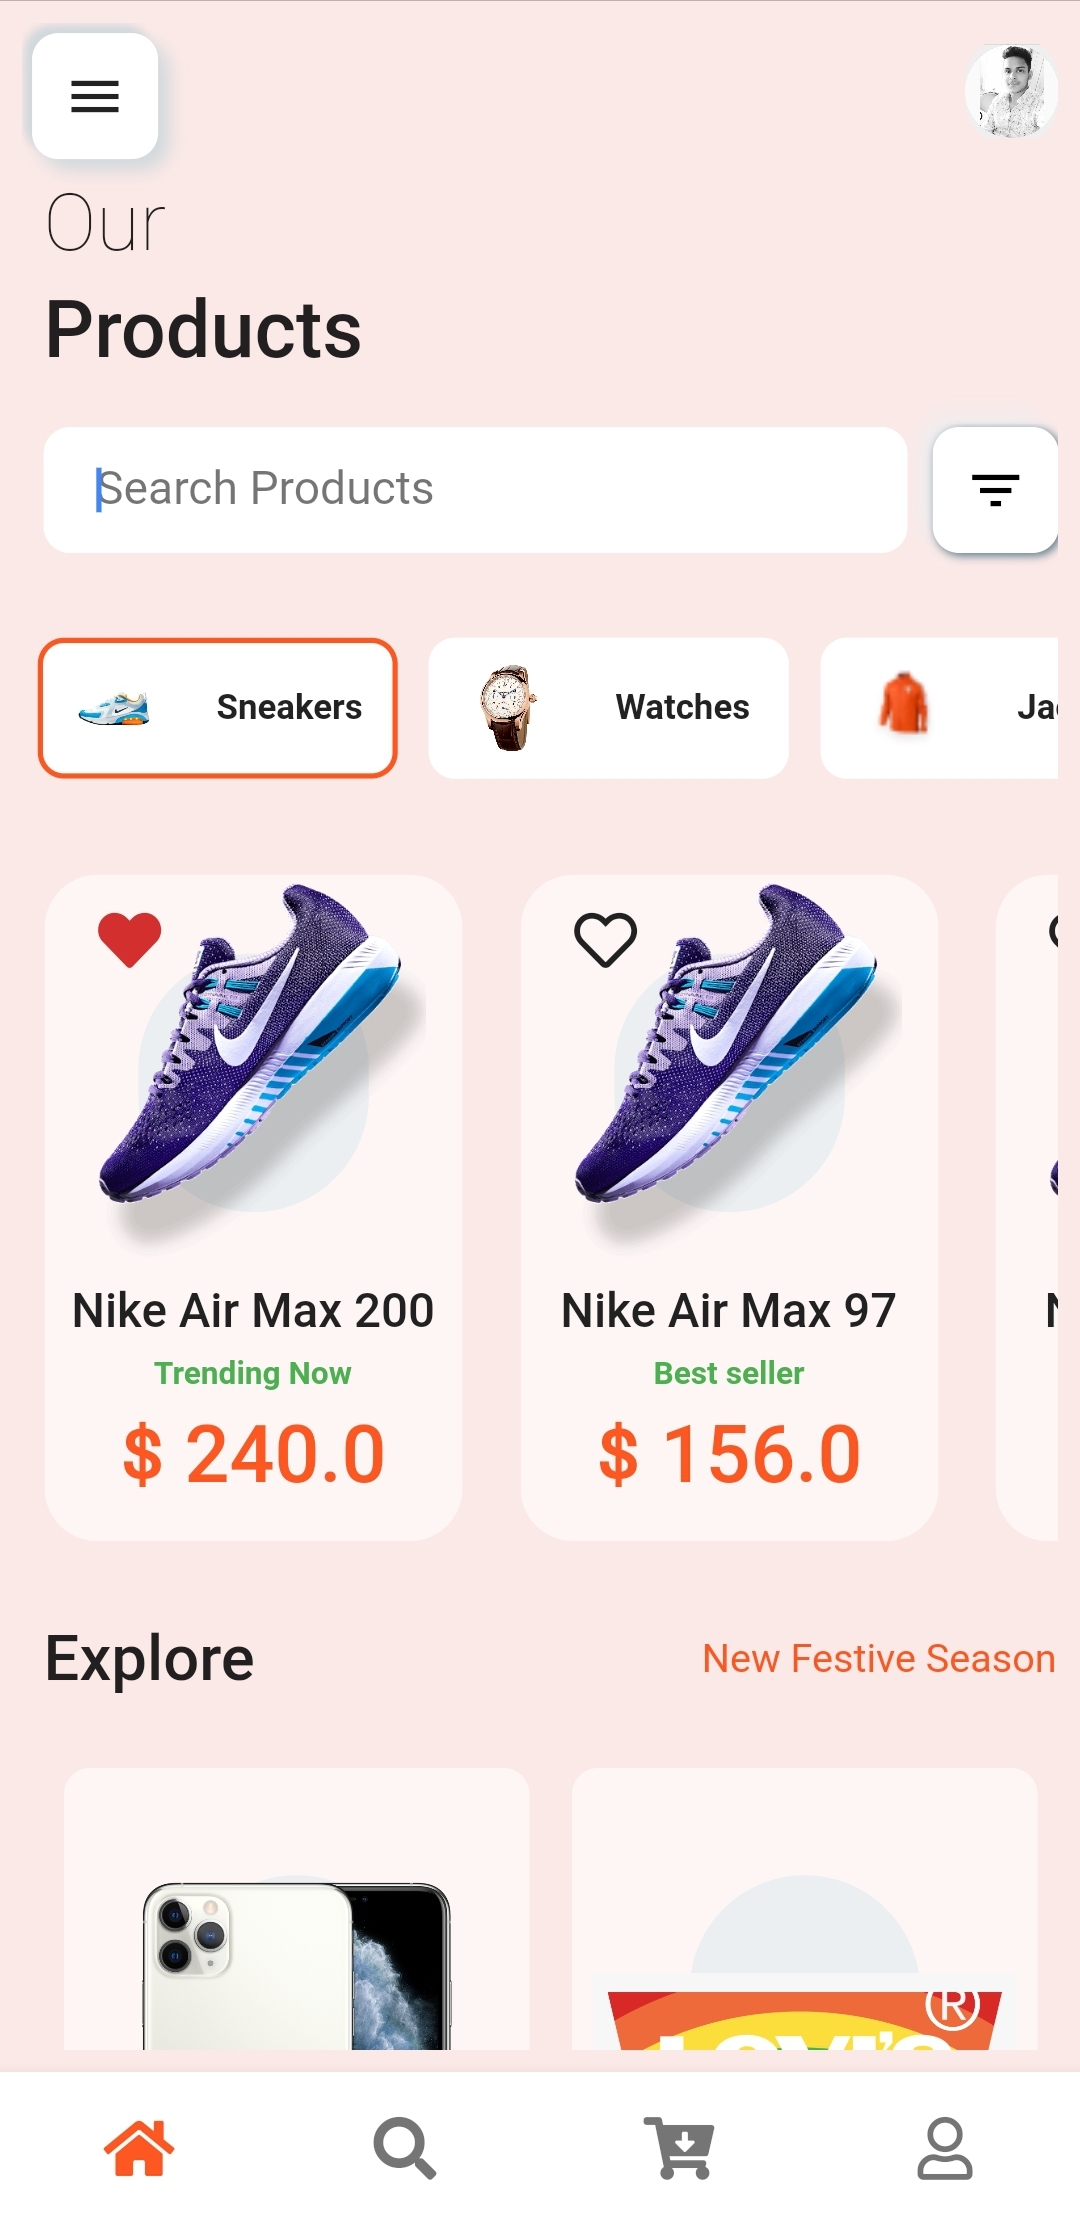 Our
Products
Search Products
Sneakers
Watches
Nike Air Max 200
Trending Now
$ 240.0
Nike Air Max 97
Best seller
$ 156.0
Explore
New Festive Season
LEVI'S
®